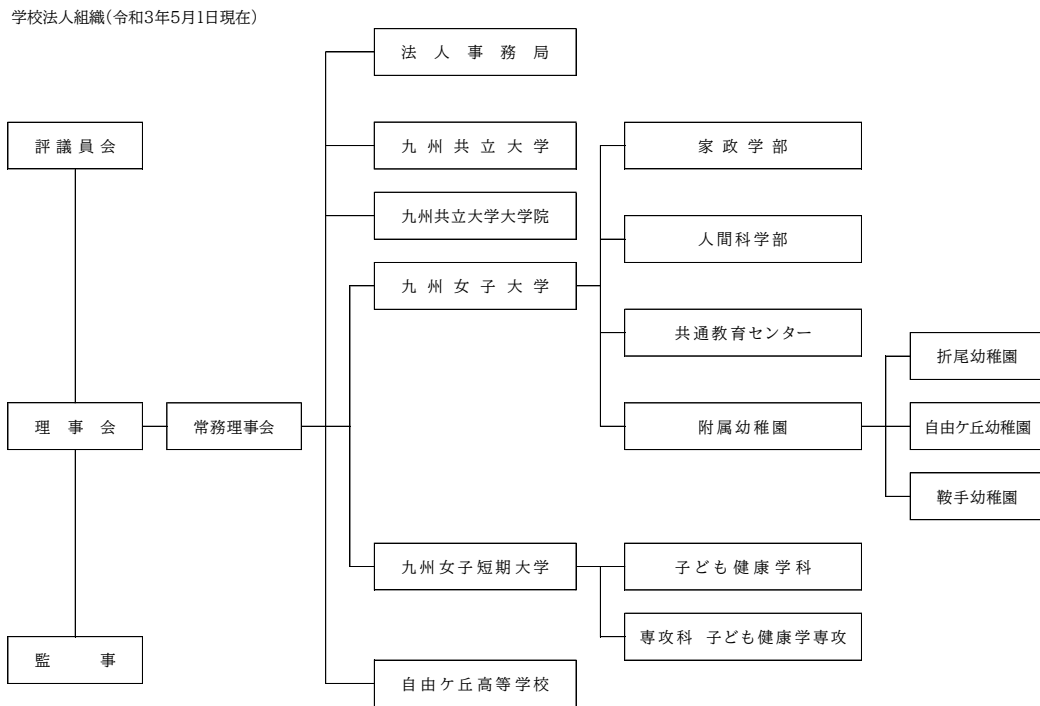 学校法人組織(令和3年5月1日現在)
法人事務局
評議員会
九州共立大学
家政学部
九州共立大学大学院
人間科学部
九州女子大学
共通教育センター
折尾幼稚園
理事会
常務理事会
附属幼稚園
自由ケ丘幼稚園
鞍手幼稚園
九州女子短期大学
子ども健康学科
専攻科 子ども健康学専攻
監事
自由ケ丘高等学校